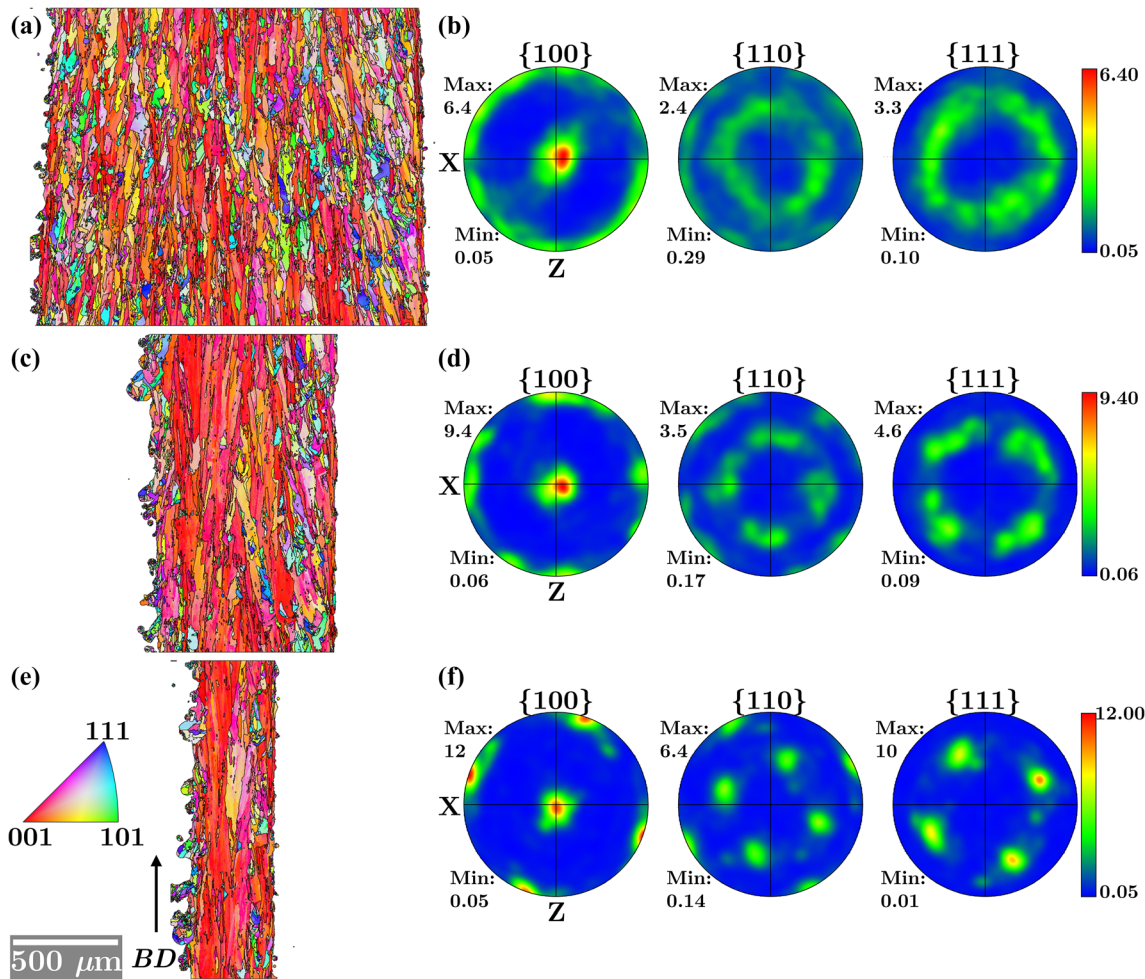 (a)
(b)
{100}
{110}
{111}
Max:
6.4
Max:
2.4
Max:
3.3
6.40
X
Min:
0.05
Min:
0.29
Min:
0.10
0.05
Z
(c)
(d)
{100}
{110}
{111}
Max:
9.4
Max:
3.5
Max:
4.6
9.40
X
Min:
0.06
Min:
0.17
Min:
0.09
0.06
Z
(e)
(f)
{100}
{110}
{111}
Max:
12
Max:
6.4
Max:
10
12.00
111
X
001
101
Min:
0.05
Min:
0.14
Min:
0.01
0.05
Z
500 μm
BD